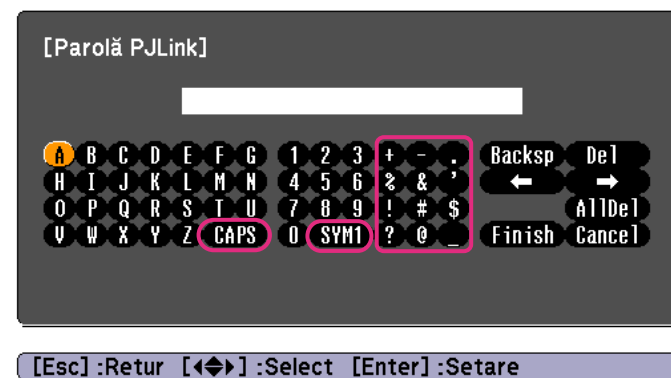 [Parolă PJLink]
A B C D E F G 1 2 3 + - . Backsp Del
H I J K L M N 4 5 6 % & ' ← →
O P Q R S T U 7 8 9 ! # $ AllDel
V W X Y Z CAPS 0 SYM1 ? @ _ Finish Cancel
[Esc] :Retur [◀◆▶] :Select [Enter] :Setare